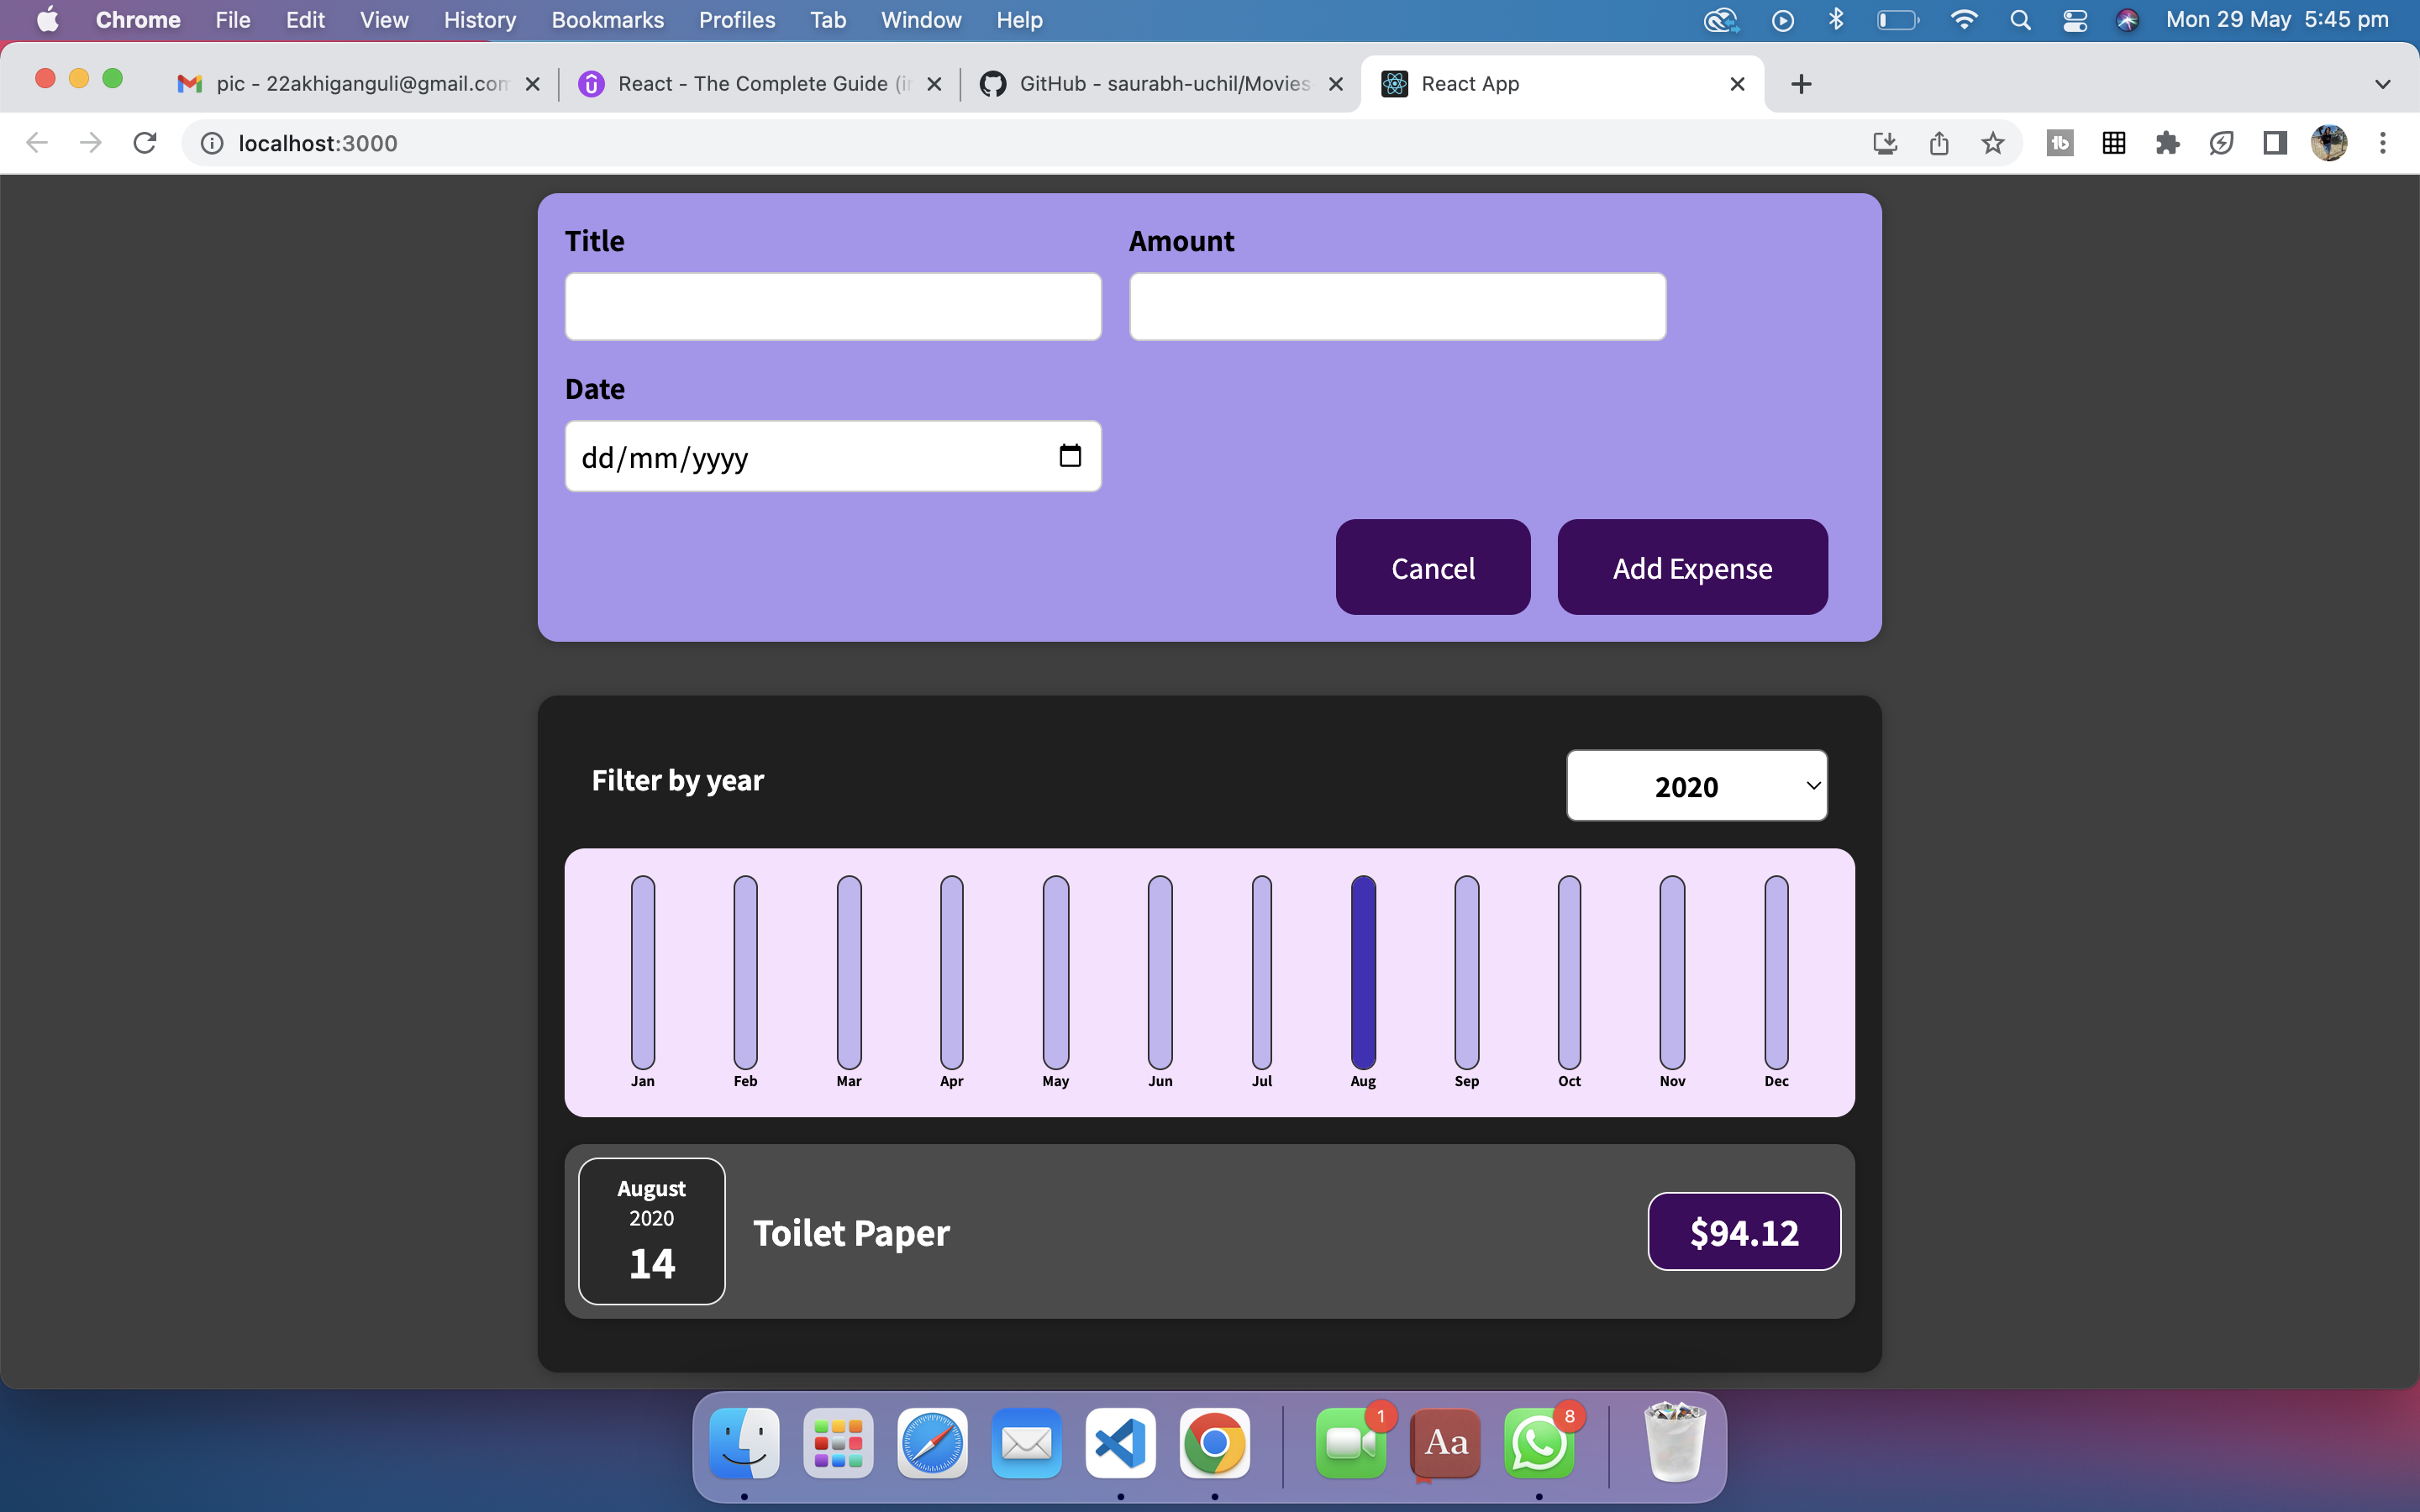 Chrome File Edit View History Bookmarks Profiles Tab Window Help Mon 29 May 5:45 pm
pic - 22akhiganguli@gmail.com React - The Complete Guide (in GitHub - saurabh-uchil/Movies React App
localhost:3000
Title Amount
Date
dd/mm/yyyy
Cancel Add Expense
Filter by year 2020
Jan Feb Mar Apr May Jun Jul Aug Sep Oct Nov Dec
August
2020
14
Toilet Paper $94.12
1 Aa 8